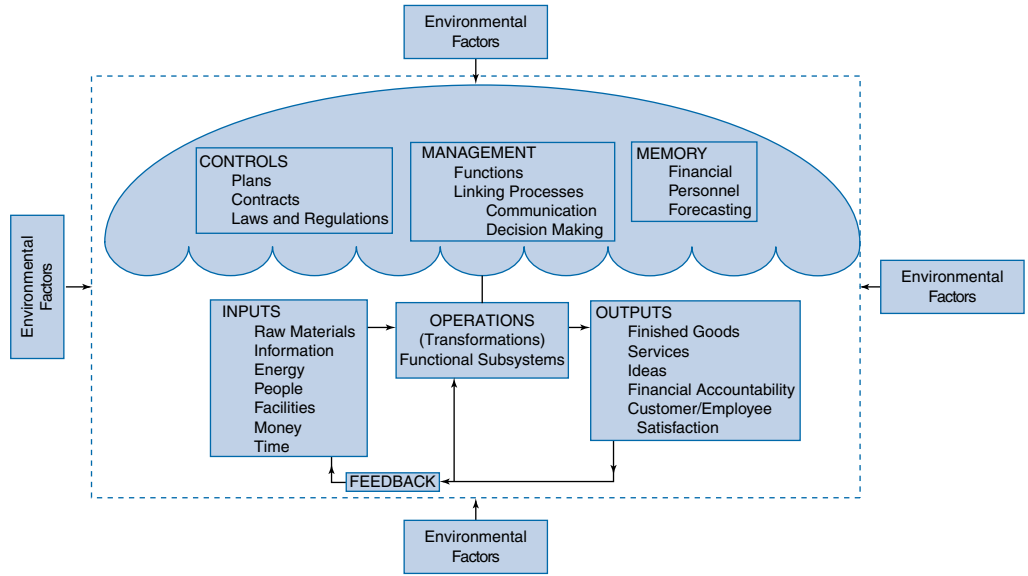 Environmental
Factors
CONTROLS
Plans
Contracts
Laws and Regulations
MANAGEMENT
Functions
Linking Processes
Communication
Decision Making
MEMORY
Financial
Personnel
Forecasting
Environmental
Factors
Environmental
Factors
INPUTS
Raw Materials
Information
Energy
People
Facilities
Money
Time
OPERATIONS
(Transformations)
Functional Subsystems
OUTPUTS
Finished Goods
Services
Ideas
Financial Accountability
Customer/Employee
Satisfaction
FEEDBACK
Environmental
Factors